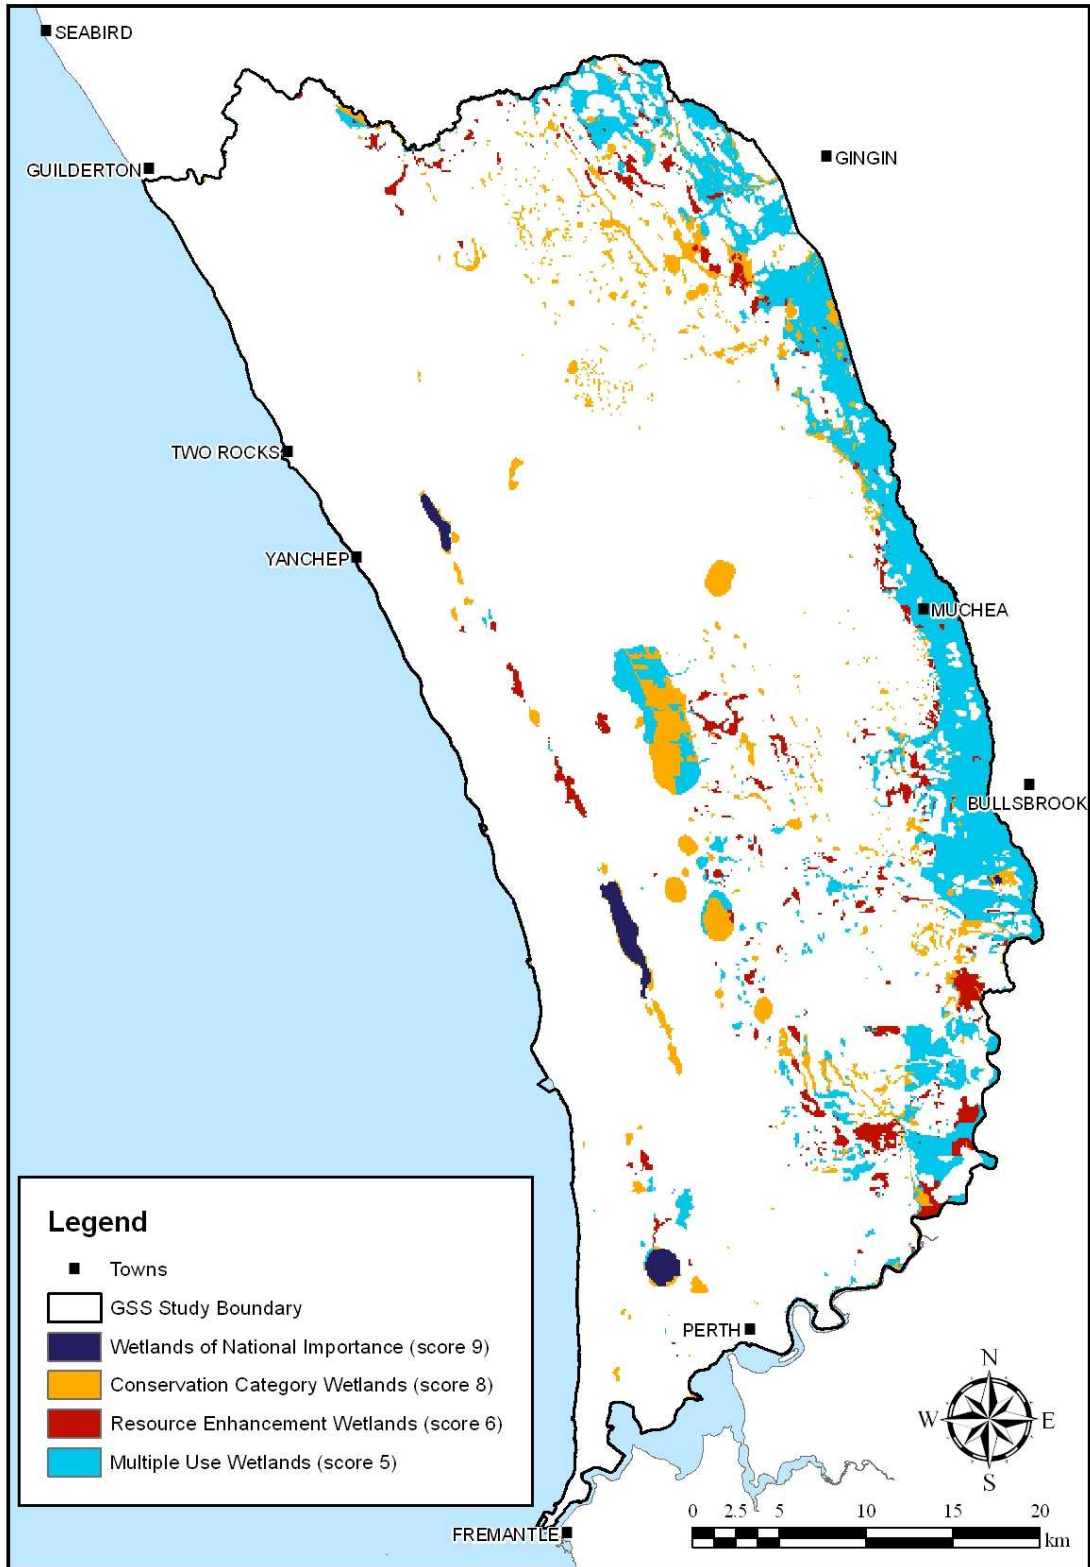 SEABIRD
GINGIN
GUILDERTON
TWO ROCKS
YANCHEP
MUCHEA
BULLSBROOK
Legend
Towns
GSS Study Boundary
Wetlands of National Importance (score 9)
Conservation Category Wetlands (score 8)
Resource Enhancement Wetlands (score 6)
Multiple Use Wetlands (score 5)
PERTH
N
W E
S
0 2.5 5 10 15 20
km
FREMANTLE